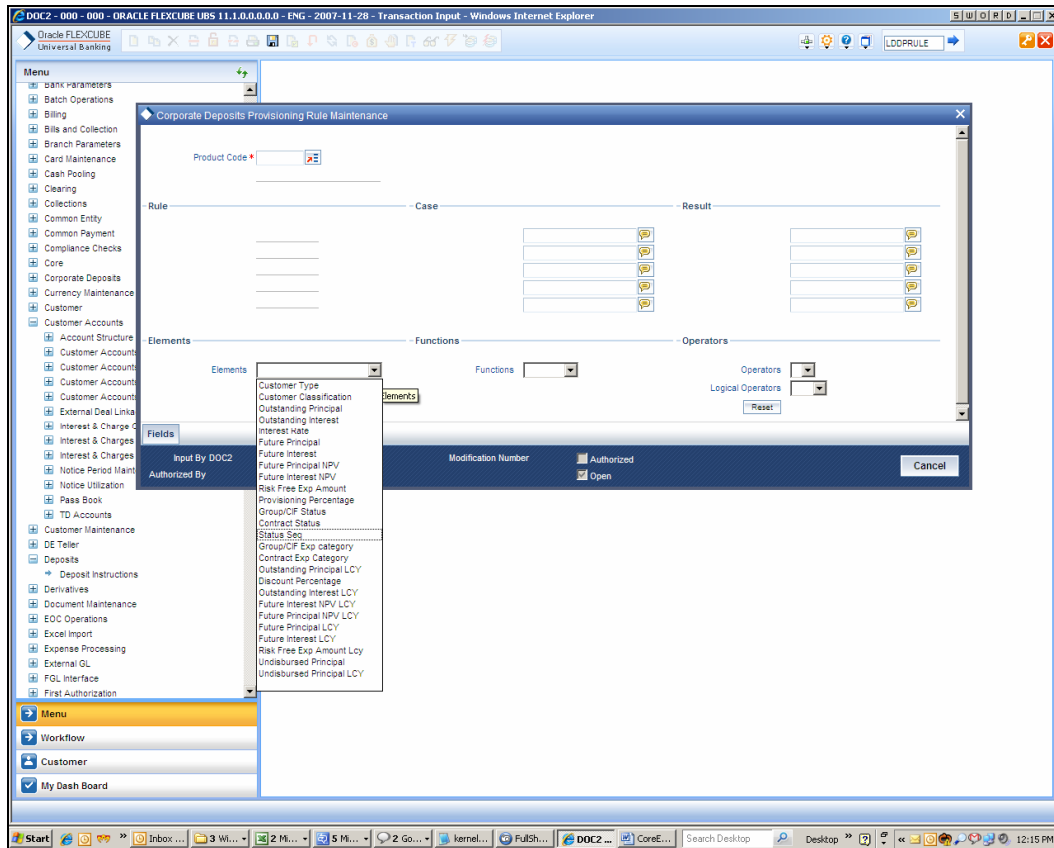 DOC2 - 000 - 000 - ORACLE FLEXCUBE UBS 11.1.0.0.0.0.0 - ENG - 2007-11-28 - Transaction Input - Windows Internet Explorer
S W O R D
Oracle FLEXCUBE
Universal Banking
LDDPRULE
Menu
Bank Parameters
Batch Operations
Billing
Bills and Collection
Branch Parameters
Card Maintenance
Cash Pooling
Clearing
Collections
Common Entity
Common Payment
Compliance Checks
Core
Corporate Deposits
Currency Maintenance
Customer
Customer Accounts
Account Structure
Customer Accounts
Customer Accounts
Customer Accounts
Customer Accounts
External Deal Linka
Interest & Charge C
Interest & Charges
Interest & Charges
Notice Period Maint
Notice Utilization
Pass Book
TD Accounts
Customer Maintenance
DE Teller
Deposits
Deposit Instructions
Derivatives
Document Maintenance
EOC Operations
Excel Import
Expense Processing
External GL
FGL Interface
First Authorization
Menu
Workflow
Customer
My Dash Board
Corporate Deposits Provisioning Rule Maintenance
Product Code *
Rule
Case
Result
Elements
Functions
Operators
Elements
Functions
Operators
Logical Operators
Reset
Elements
Customer Type
Customer Classification
Outstanding Principal
Outstanding Interest
Interest Rate
Future Principal
Future Interest
Future Principal NPV
Future Interest NPV
Risk Free Exp Amount
Provisioning Percentage
Group/CIF Status
Contract Status
Status Seq
Group/CIF Exp category
Contract Exp Category
Outstanding Principal LCY
Discount Percentage
Outstanding Interest LCY
Future Interest NPV LCY
Future Principal NPV LCY
Future Principal LCY
Future Interest LCY
Risk Free Exp Amount Lcy
Undisbursed Principal
Undisbursed Principal LCY
Fields
Input By DOC2
Authorized By
Modification Number
Authorized
Open
Cancel
Start
»
Inbox ...
3 Wi...
2 Mi...
5 Mi...
2 Go...
kernel...
FullSh...
DOC2 ...
CoreE...
Search Desktop
Desktop »
«
12:15 PM